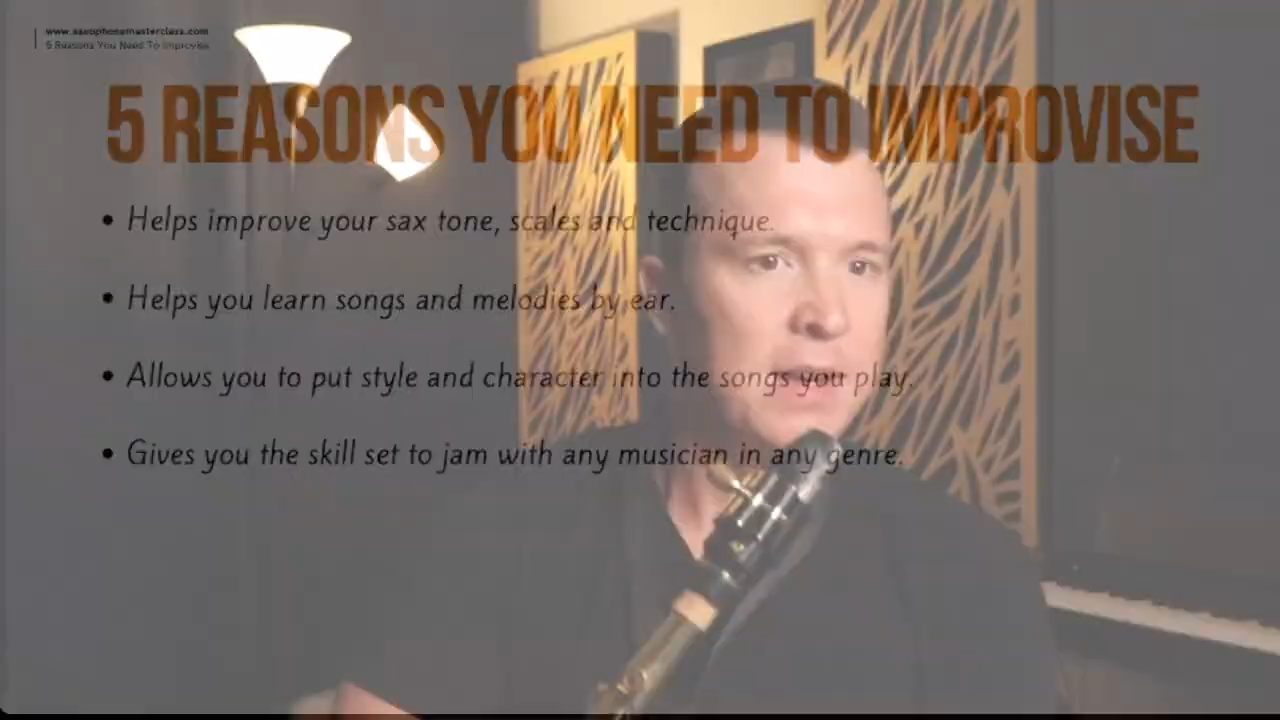 www.saxophonemasterclass.com
5 Reasons You Need To Improvise
5 REASONS YOU NEED TO IMPROVISE
• Helps improve your sax tone, scales and technique.
• Helps you learn songs and melodies by ear.
• Allows you to put style and character into the songs you play.
• Gives you the skill set to jam with any musician in any genre.